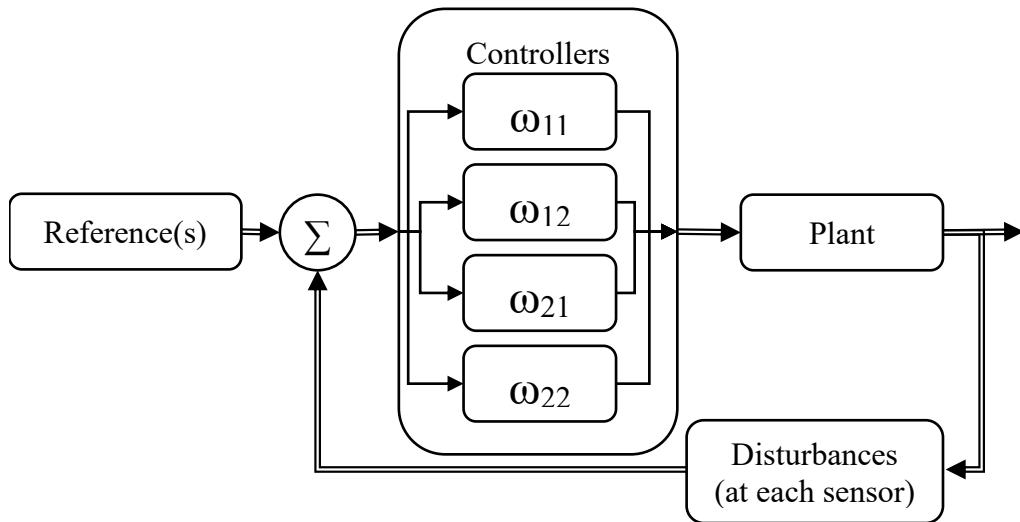 Controllers
ω11
ω12
Reference(s)
∑
Plant
ω21
ω22
Disturbances
(at each sensor)